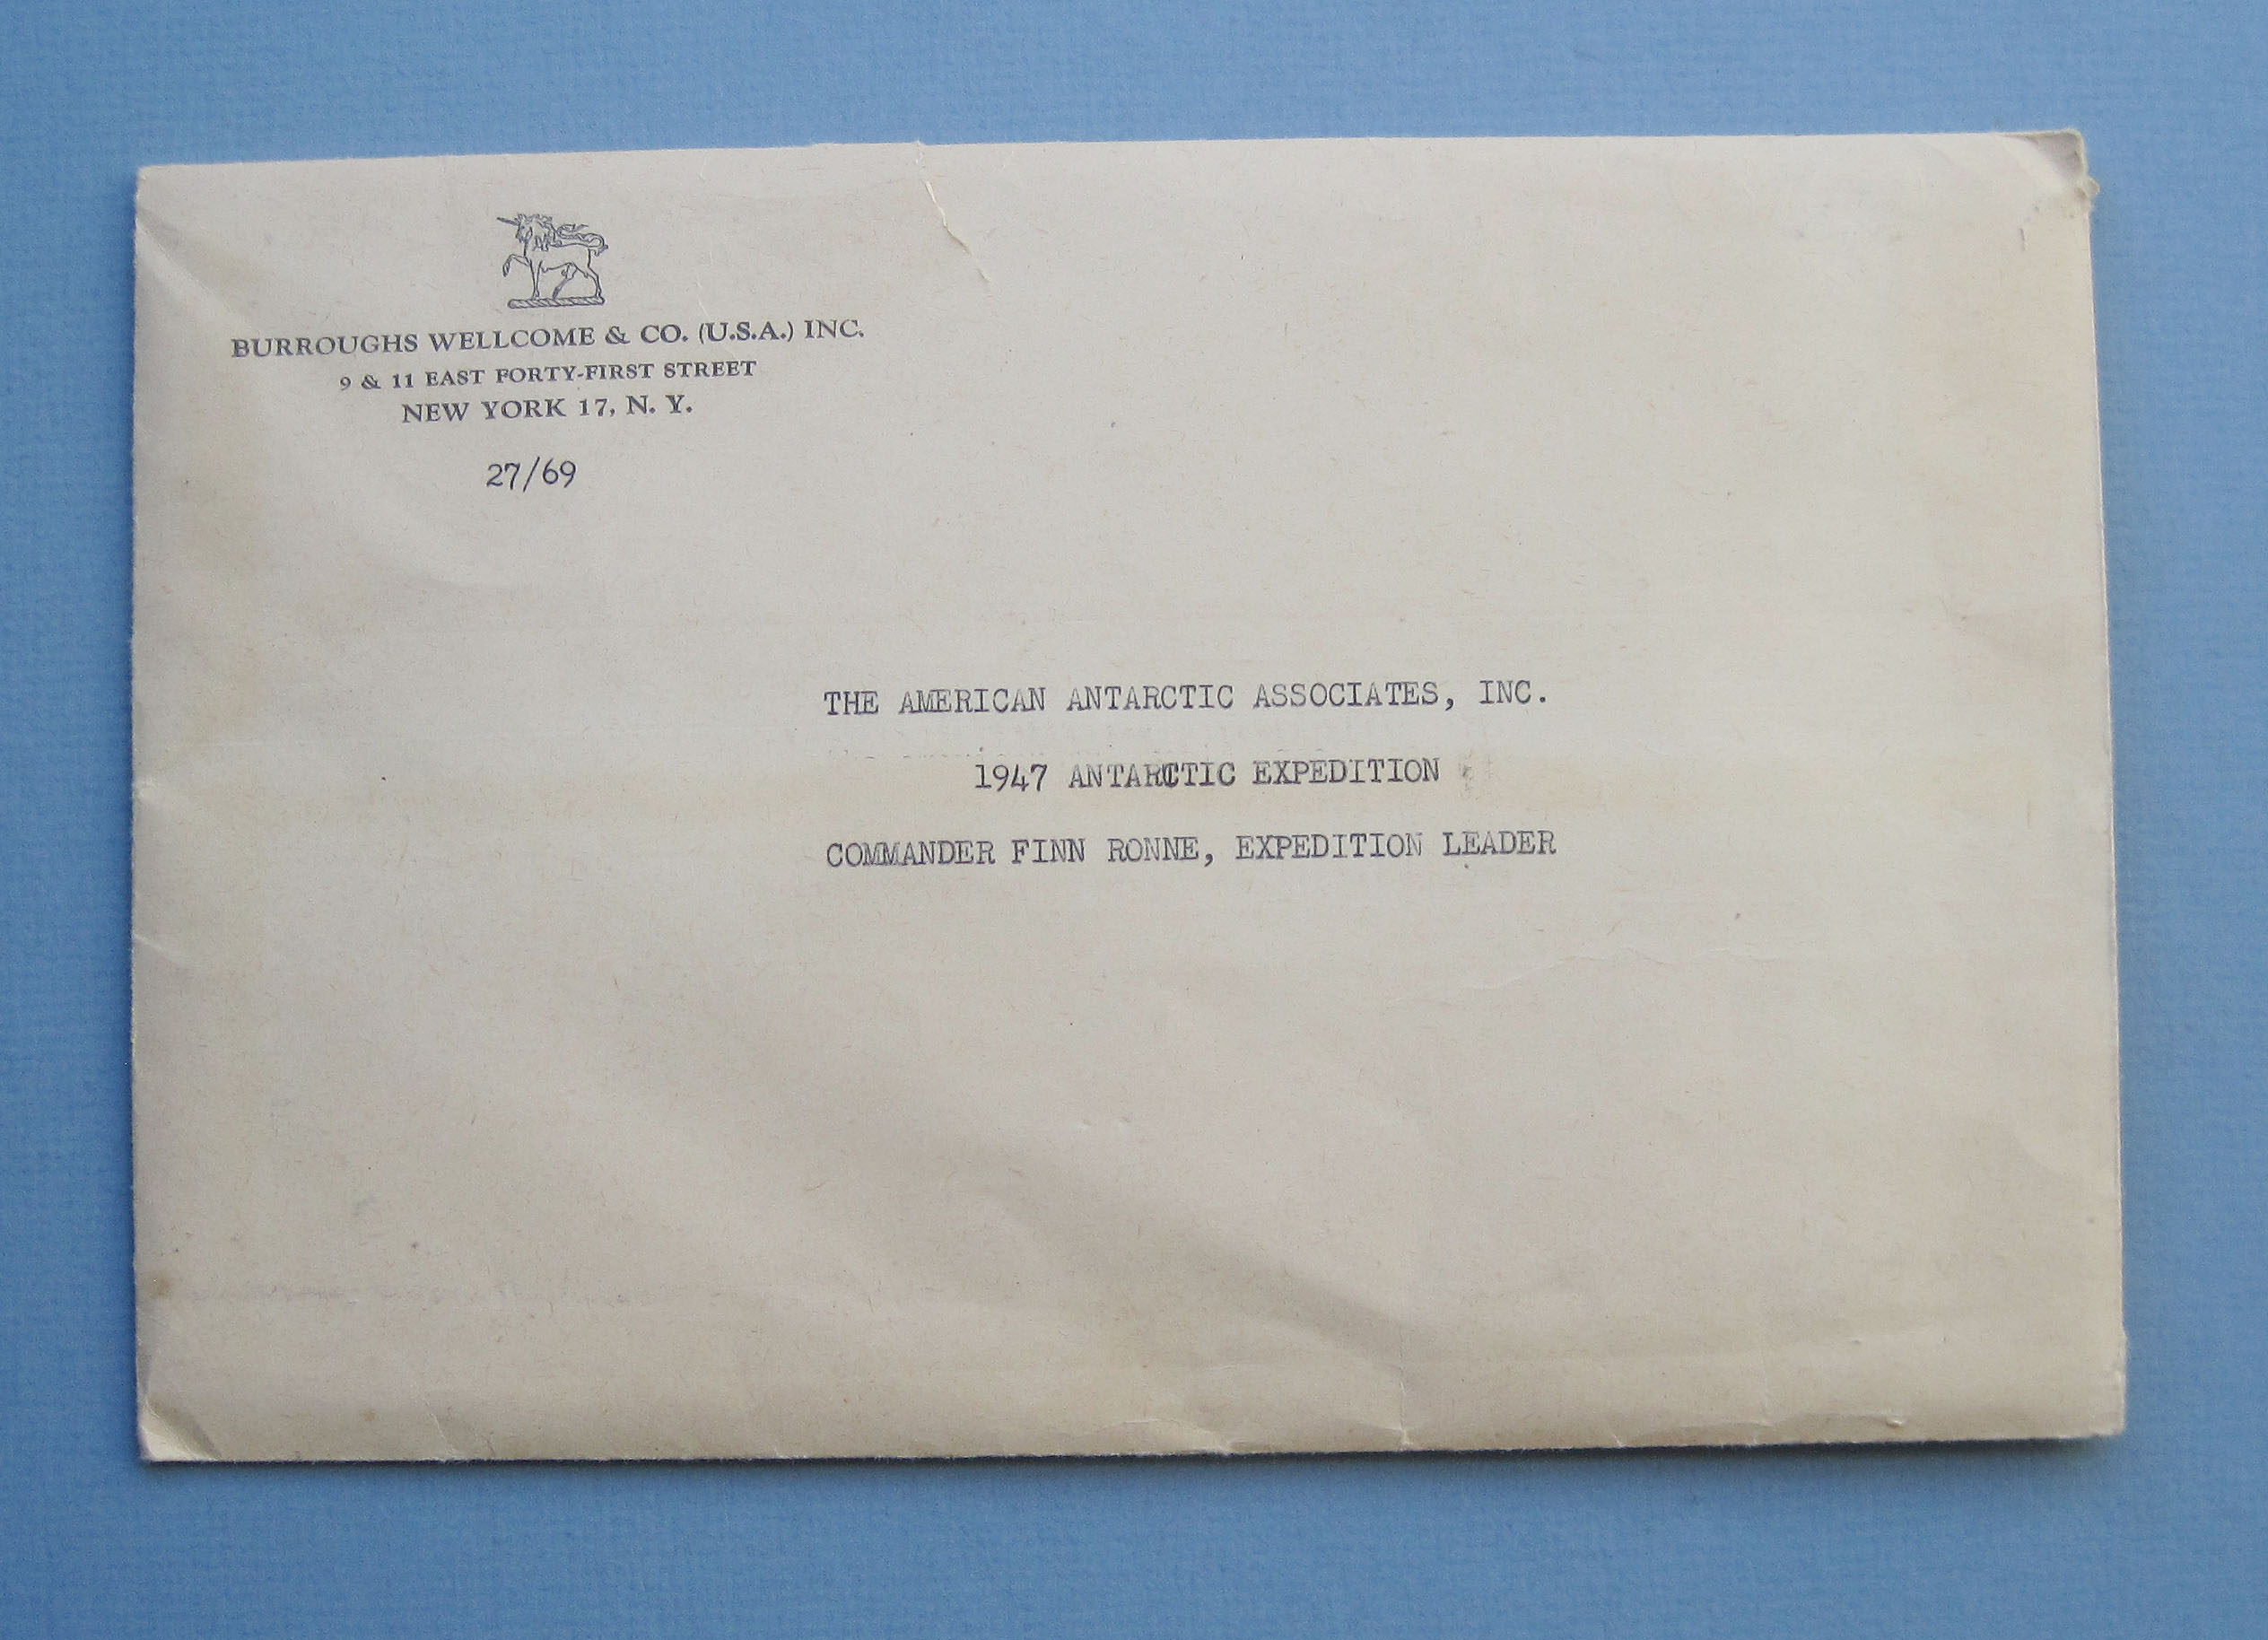 BURROUGHS WELLCOME & CO. (U.S.A.) INC.
9 & 11 EAST FORTY-FIRST STREET
NEW YORK 17, N. Y.
27/69
THE AMERICAN ANTARCTIC ASSOCIATES, INC.
1947 ANTARCTIC EXPEDITION
COMMANDER FINN RONNE, EXPEDITION LEADER